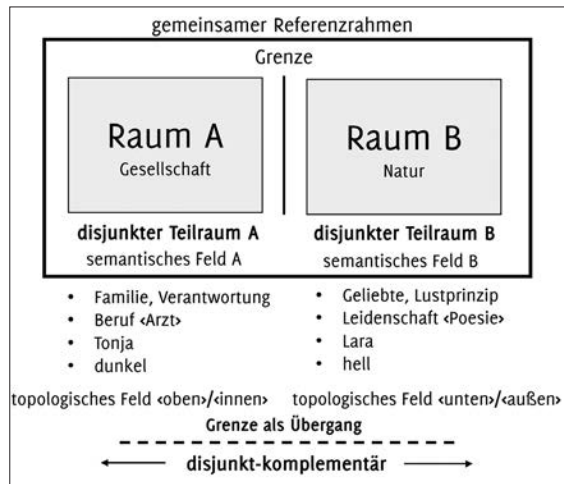 gemeinsamer Referenzrahmen
Grenze
Raum A
Gesellschaft
Raum B
Natur
disjunkter Teilraum A
semantisches Feld A
disjunkter Teilraum B
semantisches Feld B
• Familie, Verantwortung
• Beruf ‹Arzt›
• Tonja
• dunkel
• Geliebte, Lustprinzip
• Leidenschaft ‹Poesie›
• Lara
• hell
topologisches Feld ‹oben›/‹innen›
topologisches Feld ‹unten›/‹außen›
Grenze als Übergang
disjunkt-komplementär